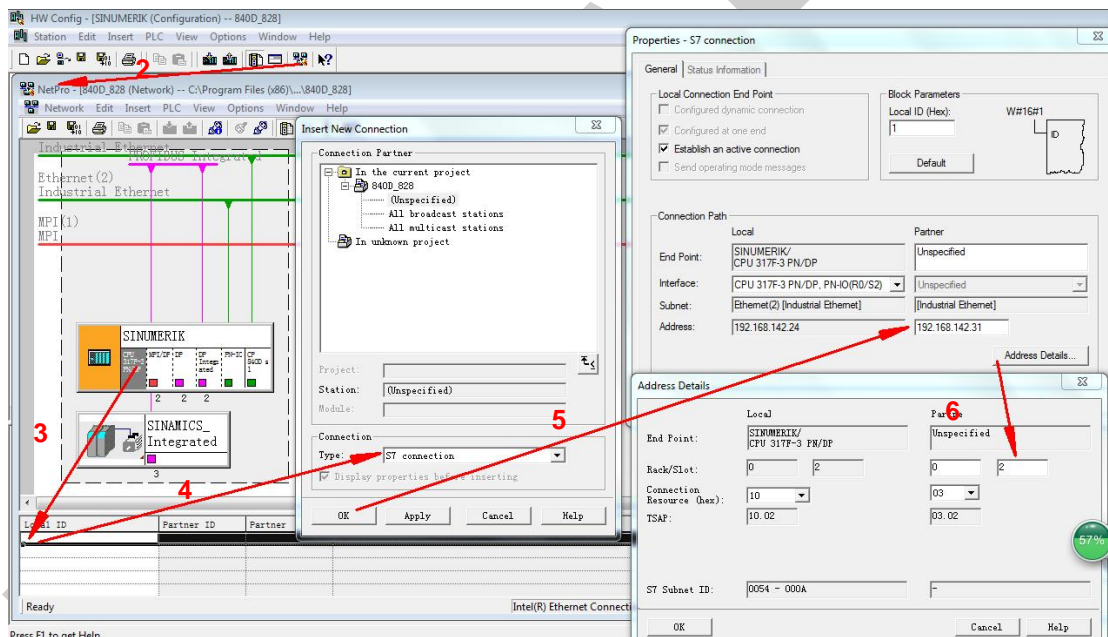 HW Config - [SINUMERIK (Configuration) -- 840D_828]
Station Edit Insert PLC View Options Window Help
2
NetPro - [840D_828 (Network) -- C:\Program Files (x86)\...\840D_828]
Network Edit Insert PLC View Options Window Help
Industrial Ethernet
PROFIBUS Integrated
Ethernet(2)
Industrial Ethernet
MPI(1)
MPI
SINUMERIK
CPU 317F-3 PN/DP
MPI/DP
DP
DP Integrated
PN-IO
CP 840D s1
2 2 2
SINAMICS_
Integrated
3
3
4
Local ID Partner ID Partner
Ready
Intel(R) Ethernet Connecti
Press F1 to get Help.
Insert New Connection
Connection Partner
In the current project
840D_828
(Unspecified)
All broadcast stations
All multicast stations
In unknown project
Project:
Station: (Unspecified)
Module:
Connection
5
Type: S7 connection
Display properties before inserting
OK Apply Cancel Help
Properties - S7 connection
General Status Information
Local Connection End Point
Configured dynamic connection
Configured at one end
Establish an active connection
Send operating mode messages
Block Parameters
Local ID (Hex): W#16#1
1
ID
Default
Connection Path
Local Partner
End Point: SINUMERIK/
CPU 317F-3 PN/DP
Unspecified
Interface: CPU 317F-3 PN/DP, PN-IO(R0/S2) Unspecified
Subnet: Ethernet(2) [Industrial Ethernet] [Industrial Ethernet]
Address: 192.168.142.24 192.168.142.31
Address Details...
Address Details
6
Local
End Point: SINUMERIK/
CPU 317F-3 PN/DP
Unspecified
Rack/Slot: 0 2 0 2
Connection
Resource (hex): 10 03
TSAP: 10.02 03.02
57%
S7 Subnet ID: 0054 - 000A -
OK Cancel Help